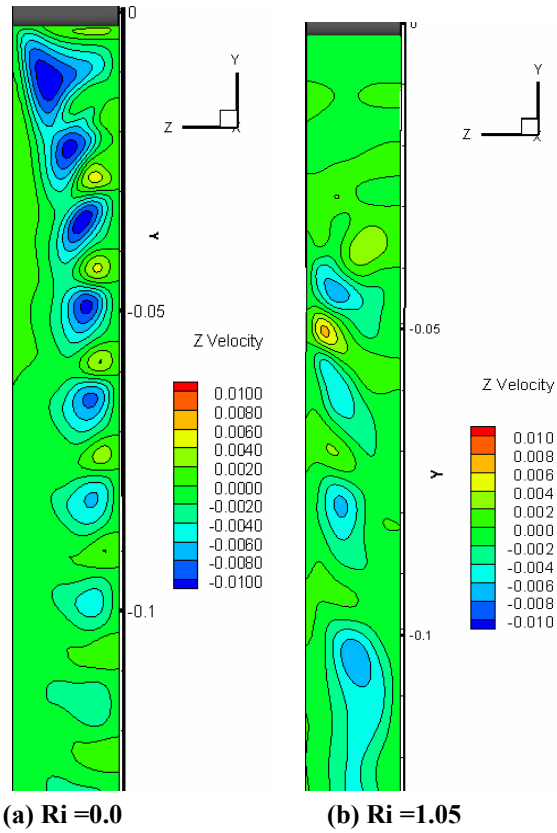 0
Y
Z
X
Y
-0.05
Z Velocity
0.0100
0.0080
0.0060
0.0040
0.0020
0.0000
-0.0020
-0.0040
-0.0060
-0.0080
-0.0100
-0.1
(a) Ri =0.0
0
Y
Z
X
-0.05
Z Velocity
0.010
0.008
0.006
0.004
0.002
0.000
-0.002
-0.004
-0.006
-0.008
-0.010
Y
-0.1
(b) Ri =1.05